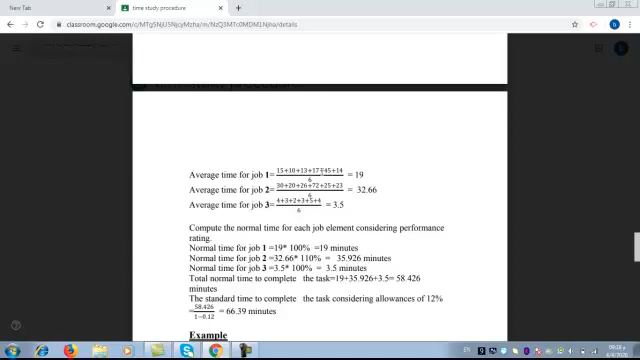 New Tab
time study procedure
classroom.google.com/c/MTg5NjU5NjcyMzha/m/NzQ3MTc0MDM1Njha/details
Average time for job 1= 15+10+13+17+45+14 / 6 = 19
Average time for job 2= 30+20+26+72+25+23 / 6 = 32.66
Average time for job 3= 4+3+2+3+5+4 / 6 = 3.5
Compute the normal time for each job element considering performance
rating.
Normal time for job 1 =19* 100% =19 minutes
Normal time for job 2 =32.66* 110% = 35.926 minutes
Normal time for job 3 =3.5* 100% = 3.5 minutes
Total normal time to complete the task=19+35.926+3.5= 58.426
minutes
The standard time to complete the task considering allowances of 12%
= 58.426 / 1−0.12 = 66.39 minutes
Example
EN